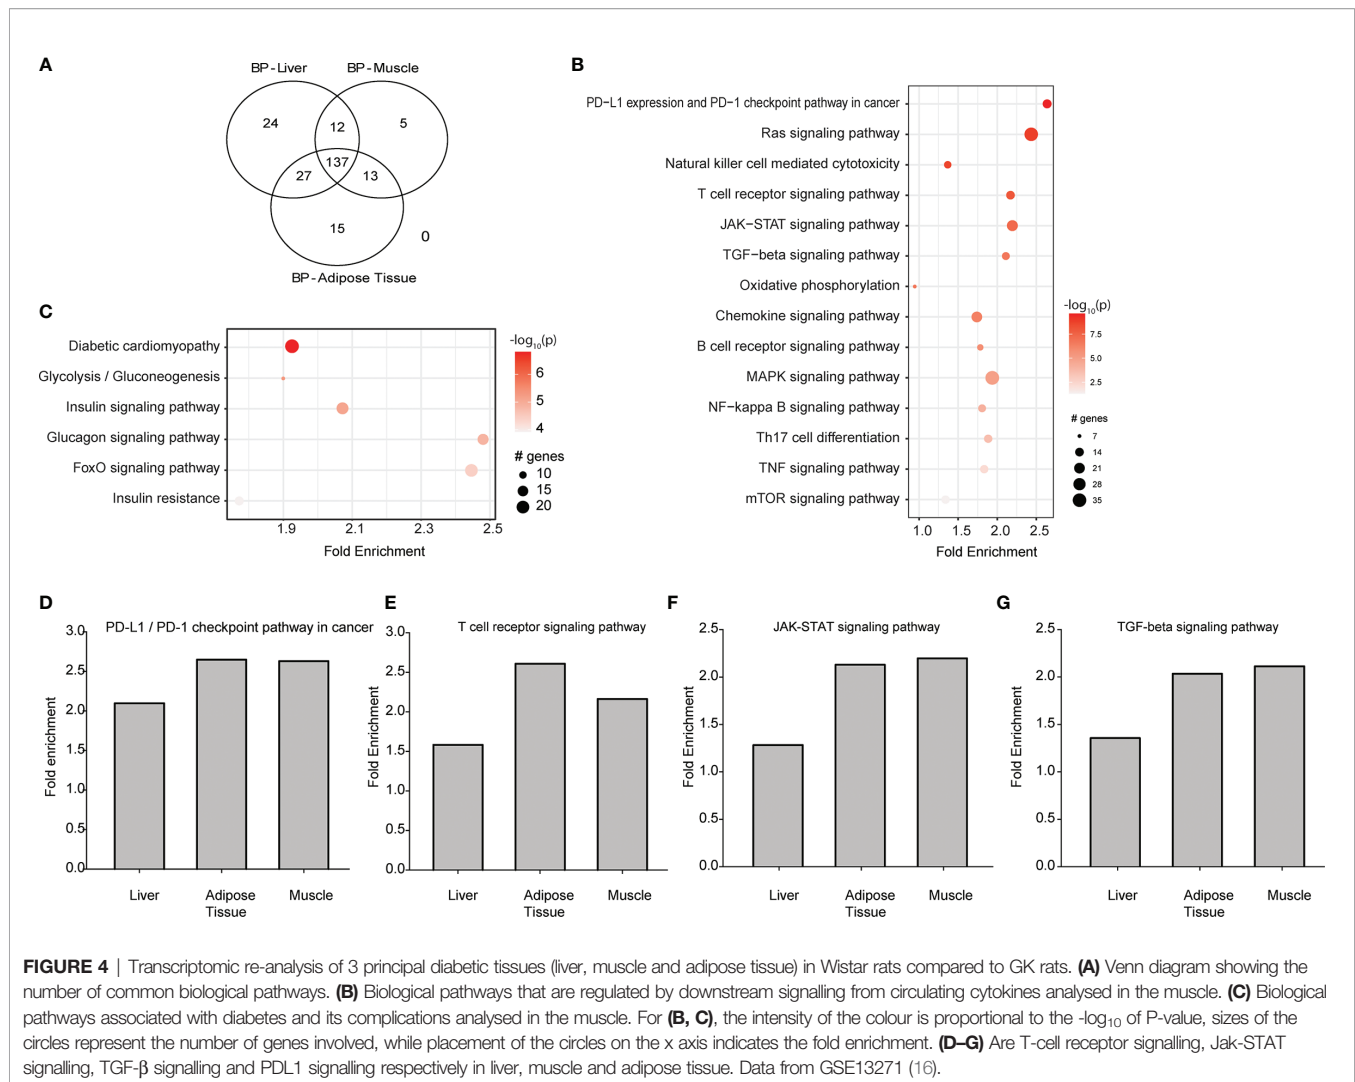 A
BP-Liver
BP-Muscle
24
12
5
137
27
13
15
0
BP-Adipose Tissue
B
PD-L1 expression and PD-1 checkpoint pathway in cancer
Ras signaling pathway
Natural killer cell mediated cytotoxicity
T cell receptor signaling pathway
JAK-STAT signaling pathway
TGF-beta signaling pathway
Oxidative phosphorylation
Chemokine signaling pathway
B cell receptor signaling pathway
MAPK signaling pathway
NF-kappa B signaling pathway
Th17 cell differentiation
TNF signaling pathway
mTOR signaling pathway
1.0 1.5 2.0 2.5
Fold Enrichment
-log10(p)
7.5
5.0
2.5
# genes
7
14
21
28
35
C
Diabetic cardiomyopathy
Glycolysis / Gluconeogenesis
Insulin signaling pathway
Glucagon signaling pathway
FoxO signaling pathway
Insulin resistance
1.9 2.1 2.3 2.5
Fold Enrichment
-log10(p)
6
5
4
# genes
10
15
20
D
PD-L1 / PD-1 checkpoint pathway in cancer
Fold enrichment
3.0
2.5
2.0
1.5
1.0
0.5
0.0
Liver Adipose Muscle
Tissue
E
T cell receptor signaling pathway
Fold Enrichment
3.0
2.5
2.0
1.5
1.0
0.5
0.0
Liver Adipose Muscle
Tissue
F
JAK-STAT signaling pathway
Fold Enrichment
2.5
2.0
1.5
1.0
0.5
0.0
Liver Adipose Muscle
Tissue
G
TGF-beta signaling pathway
Fold Enrichment
2.5
2.0
1.5
1.0
0.5
0.0
Liver Adipose Muscle
Tissue
FIGURE 4 | Transcriptomic re-analysis of 3 principal diabetic tissues (liver, muscle and adipose tissue) in Wistar rats compared to GK rats. (A) Venn diagram showing the
number of common biological pathways. (B) Biological pathways that are regulated by downstream signalling from circulating cytokines analysed in the muscle. (C) Biological
pathways associated with diabetes and its complications analysed in the muscle. For (B, C), the intensity of the colour is proportional to the -log10 of P-value, sizes of the
circles represent the number of genes involved, while placement of the circles on the x axis indicates the fold enrichment. (D–G) Are T-cell receptor signalling, Jak-STAT
signalling, TGF-β signalling and PDL1 signalling respectively in liver, muscle and adipose tissue. Data from GSE13271 (16).